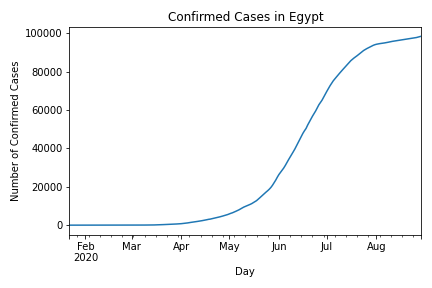 Confirmed Cases in Egypt
Number of Confirmed Cases
100000
80000
60000
40000
20000
0
Feb Mar Apr May Jun Jul Aug
2020
Day